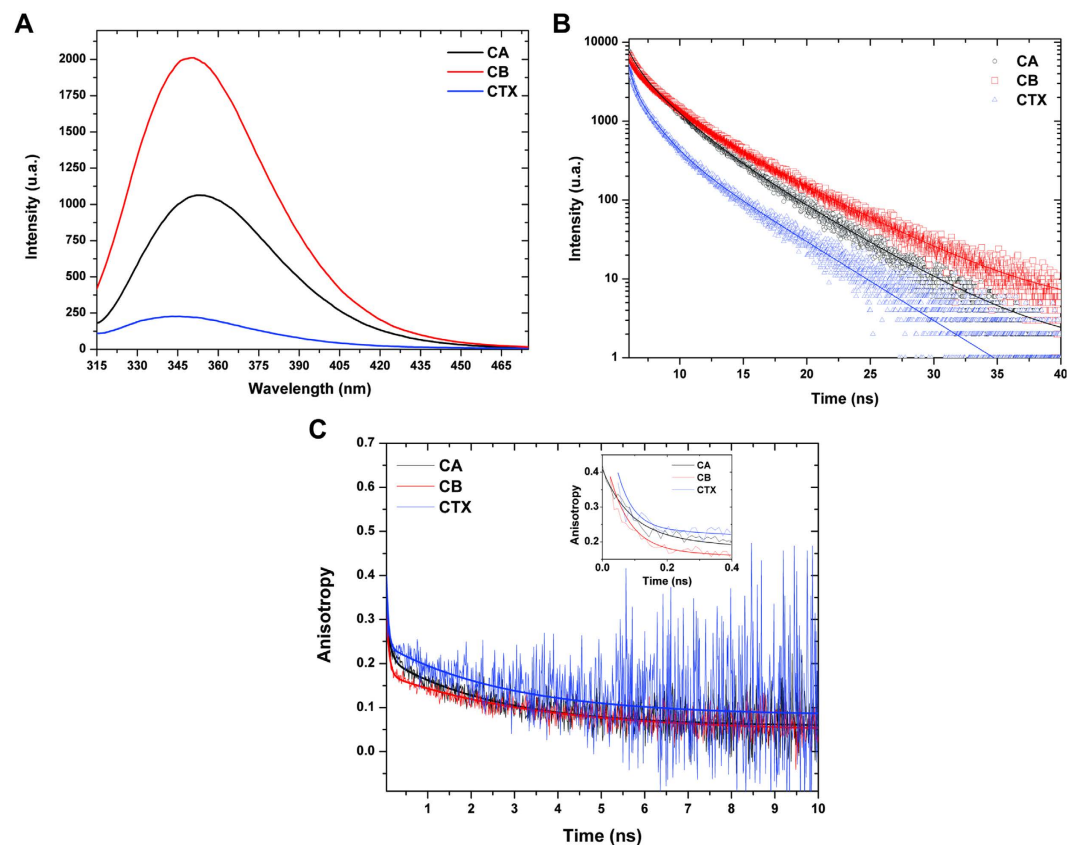 A
CA
CB
CTX
2000
1750
1500
1250
1000
750
500
250
0
Intensity (u.a.)
315 330 345 360 375 390 405 420 435 450 465
Wavelength (nm)
B
CA
CB
CTX
10000
1000
100
10
1
Intensity (u.a.)
10 15 20 25 30 35 40
Time (ns)
C
CA
CB
CTX
0.7
0.6
0.5
0.4
0.3
0.2
0.1
0.0
Anisotropy
1 2 3 4 5 6 7 8 9 10
Time (ns)
CA
CB
CTX
0.4
0.2
Anisotropy
0.0 0.2 0.4
Time (ns)